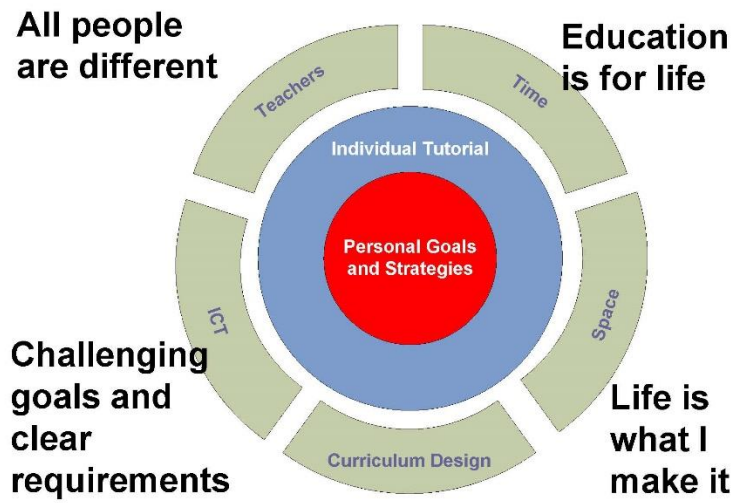 All people
are different
Education
is for life
Teachers
Time
Individual Tutorial
Personal Goals
and Strategies
ICT
Space
Challenging
goals and
clear
requirements
Life is
what I
make it
Curriculum Design